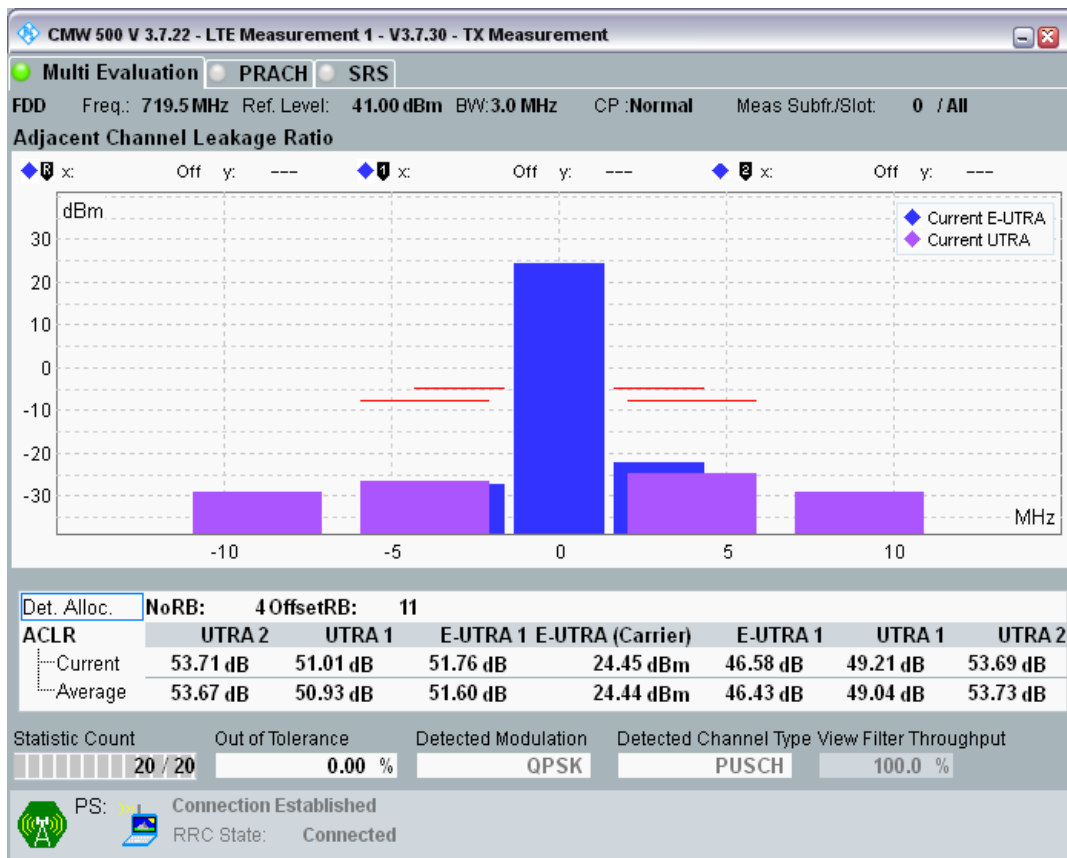 CMW 500 V 3.7.22 - LTE Measurement 1 - V3.7.30 - TX Measurement
Multi Evaluation PRACH SRS
FDD Freq.: 719.5 MHz Ref. Level: 41.00 dBm BW:3.0 MHz CP :Normal Meas Subfr./Slot: 0 / All
Adjacent Channel Leakage Ratio
R x: Off y: --- 1 x: Off y: --- 2 x: Off y: ---
dBm
Current E-UTRA
Current UTRA
30
20
10
0
-10
-20
-30
MHz
-10 -5 0 5 10
Det. Alloc. NoRB: 4 OffsetRB: 11
ACLR UTRA 2 UTRA 1 E-UTRA 1 E-UTRA (Carrier) E-UTRA 1 UTRA 1 UTRA 2
Current 53.71 dB 51.01 dB 51.76 dB 24.45 dBm 46.58 dB 49.21 dB 53.69 dB
Average 53.67 dB 50.93 dB 51.60 dB 24.44 dBm 46.43 dB 49.04 dB 53.73 dB
Statistic Count Out of Tolerance Detected Modulation Detected Channel Type View Filter Throughput
20 / 20 0.00 % QPSK PUSCH 100.0 %
PS: Connection Established
RRC State: Connected